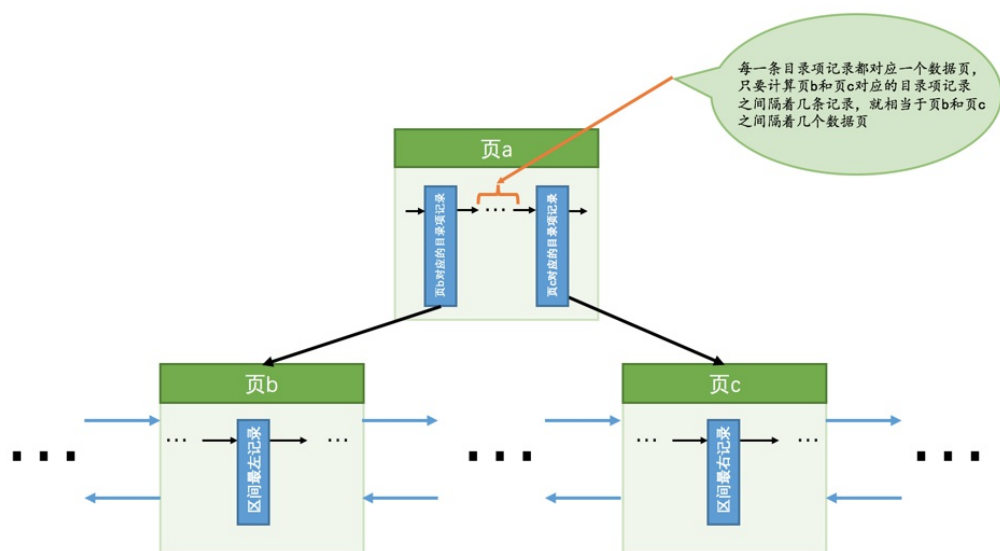 每一条目录项记录都对应一个数据页，
只要计算页b和页c对应的目录项记录
之间隔着几条记录，就相当于页b和页c
之间隔着几个数据页
页a
页b对应的目录项记录
...
页c对应的目录项记录
页b
页c
...
区间最左记录
...
...
区间最右记录
...
...
...
...